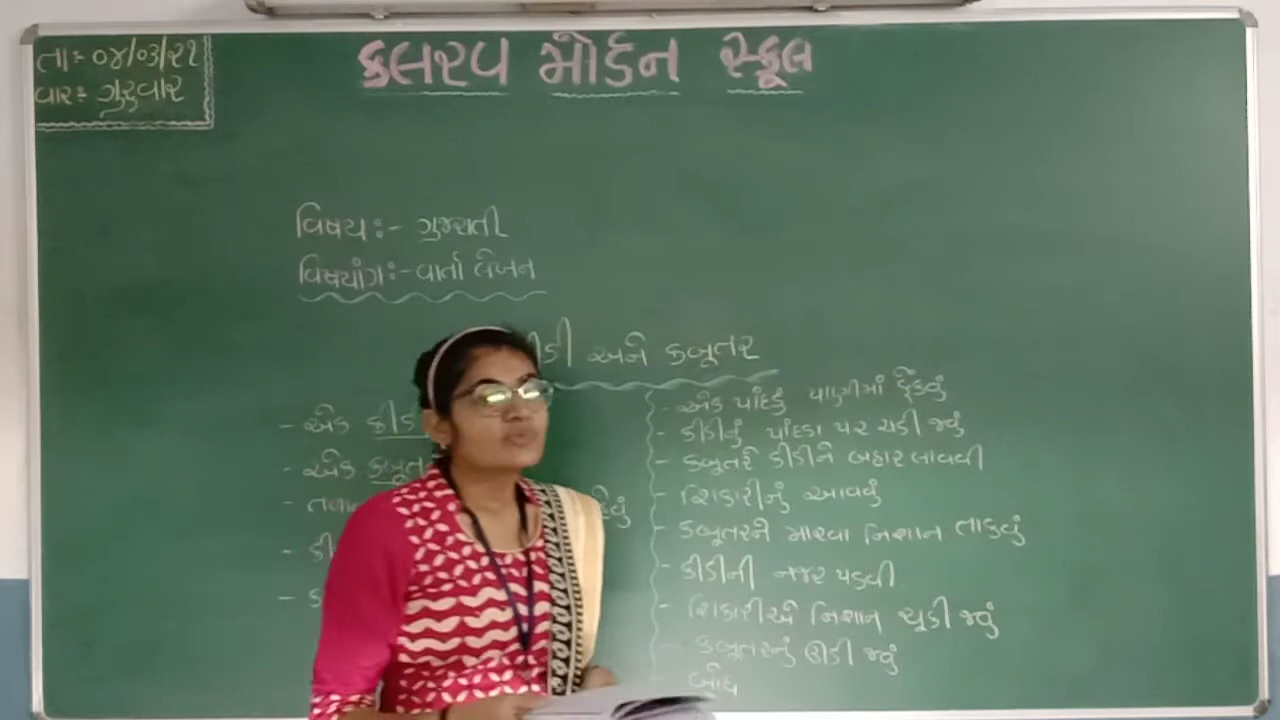 તા:- ૦૪/૦૩/૨૧
વાર:- ગુરુવાર
કલરવ મોર્ડન સ્કૂલ
વિષય:- ગુજરાતી
વિષયાંગ:- વાર્તા લેખન
અને કબૂતર
- એક
- એક
- એક પાંદડું પાણીમાં ફેંકવું
- કીડીનું પાંદડા પર ચડી જવું
- કબૂતરે કીડીને બહાર લાવવી
- શિકારીનું આવવું
- કબૂતરને મારવા નિશાન તાકવું
- કીડીની નજર પડવી
- શિકારીએ નિશાન ચૂકી જવું
- કબૂતરનું ઊડી જવું
- બોધ